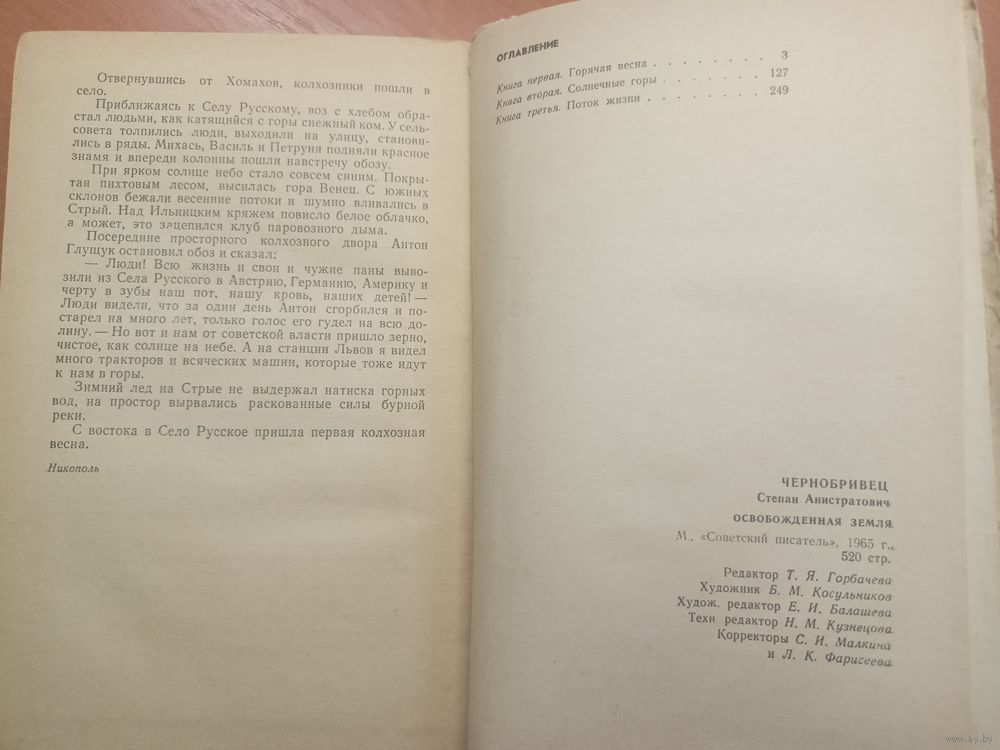 Отвернувшись от Хомахов, колхозники пошли в
село.
Приближаясь к Селу Русскому, воз с хлебом обра-
стал людьми, как катящийся с горы снежный ком. У сель-
совета толпились люди, выходили на улицу, станови-
лись в ряды. Михась, Василь и Петруня подняли красное
знамя и впереди колонны пошли навстречу обозу.
При ярком солнце небо стало совсем синим. Покры-
тая пихтовым лесом, высилась гора Венец. С южных
склонов бежали весенние потоки и шумно вливались в
Стрый. Над Ильницким кряжем повисло белое облачко,
а может, это зацепился клуб паровозного дыма.
Посередине просторного колхозного двора Антон
Глущук остановил обоз и сказал:
— Люди! Всю жизнь и свои и чужие паны выво-
зили из Села Русского в Австрию, Германию, Америку и
черту в зубы наш пот, нашу кровь, наших детей! —
Люди видели, что за один день Антон сгорбился и по-
старел на много лет, только голос его гудел на всю до-
лину. — Но вот и нам от советской власти пришло зерно,
чистое, как солнце на небе. А на станции Львов я видел
много тракторов и всяческих машин, которые тоже идут
к нам в горы.
Зимний лед на Стрые не выдержал натиска горных
вод, на простор вырвались раскованные силы бурной
реки.
С востока в Село Русское пришла первая колхозная
весна.
Никополь
ОГЛАВЛЕНИЕ
Книга первая. Горячая весна . . . . . . . . 3
Книга вторая. Солнечные горы . . . . . . . 127
Книга третья. Поток жизни . . . . . . . . 249
ЧЕРНОБРИВЕЦ
Степан Анистратович
ОСВОБОЖДЕННАЯ ЗЕМЛЯ
М., «Советский писатель», 1965 г.,
520 стр.
Редактор Т. Я. Горбачева
Художник Б. М. Косульников
Худож. редактор Е. И. Балашева
Техн. редактор Н. М. Кузнецова
Корректоры С. И. Малкина
и Л. К. Фарисеева
www.ay.by